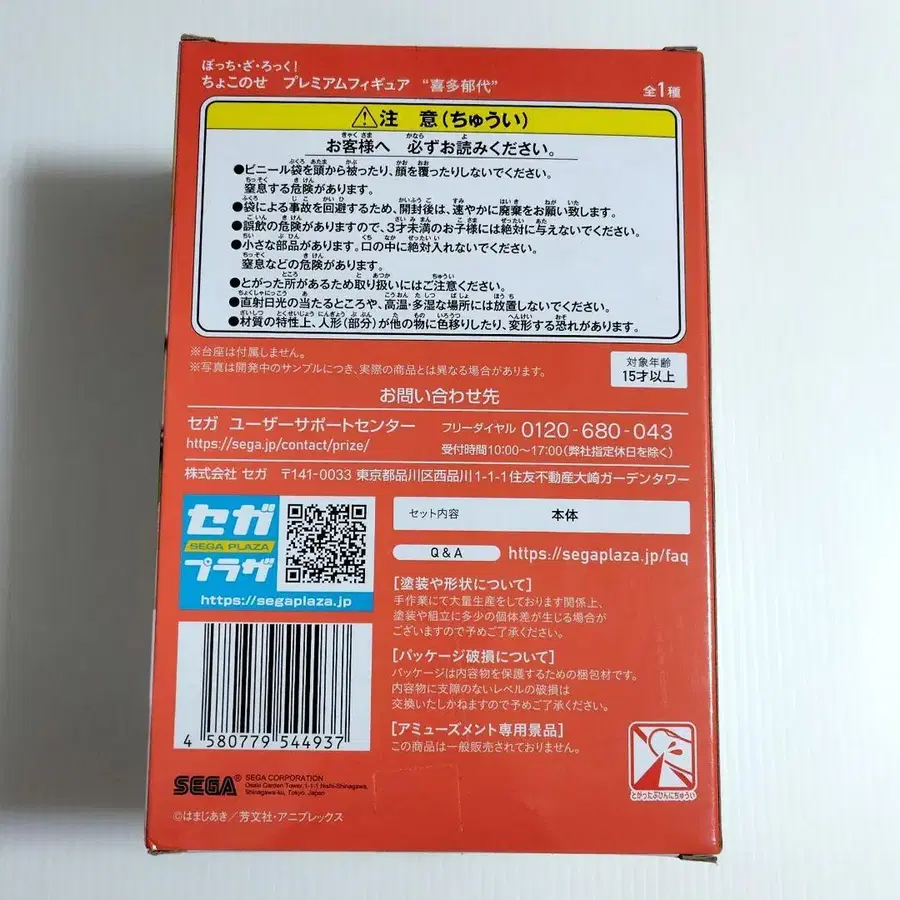 ぼっち・ざ・ろっく!
ちょこのせ プレミアムフィギュア “喜多郁代”
全1種
注 意(ちゅうい)
お客様へ 必ずお読みください。
●ビニール袋を頭から被ったり、顔を覆ったりしないでください。
窒息する危険があります。
●袋による事故を回避するため、開封後は、速やかに廃棄をお願い致します。
●誤飲の危険がありますので、3才未満のお子様には絶対に与えないでください。
●小さな部品があります。口の中に絶対入れないでください。
窒息などの危険があります。
●とがった所があるため取り扱いにはご注意ください。
●直射日光の当たるところや、高温・多湿な場所には放置しないでください。
●材質の特性上、人形(部分)が他の物に色移りしたり、変形する恐れがあります。
※台座は付属しません。
※写真は開発中のサンプルにつき、実際の商品とは異なる場合があります。
対象年齢
15才以上
お問い合わせ先
セガ ユーザーサポートセンター
https://sega.jp/contact/prize/
フリーダイヤル 0120-680-043
受付時間10:00~17:00(弊社指定休日を除く)
株式会社 セガ 〒141-0033 東京都品川区西品川1-1-1住友不動産大崎ガーデンタワー
セガ
SEGA PLAZA
プラザ
https://segaplaza.jp
セット内容 本体
Q & A https://segaplaza.jp/faq
[塗装や形状について]
手作業にて大量生産をしております関係上、
塗装や組立に多少の個体差が生じる場合が
ございますので予めご了承ください。
[パッケージ破損について]
パッケージは内容物を保護するための梱包材です。
内容物に支障のないレベルの破損は
交換いたしかねますので予めご了承ください。
[アミューズメント専用景品]
この商品は一般販売されておりません。
4 580779 544937
SEGA®
SEGA CORPORATION
Osaki Garden Tower, 1-1-1 Nishi-Shinagawa,
Shinagawa-ku, Tokyo, Japan
とがったぶひんにちゅうい
©はまじあき/芳文社・アニプレックス